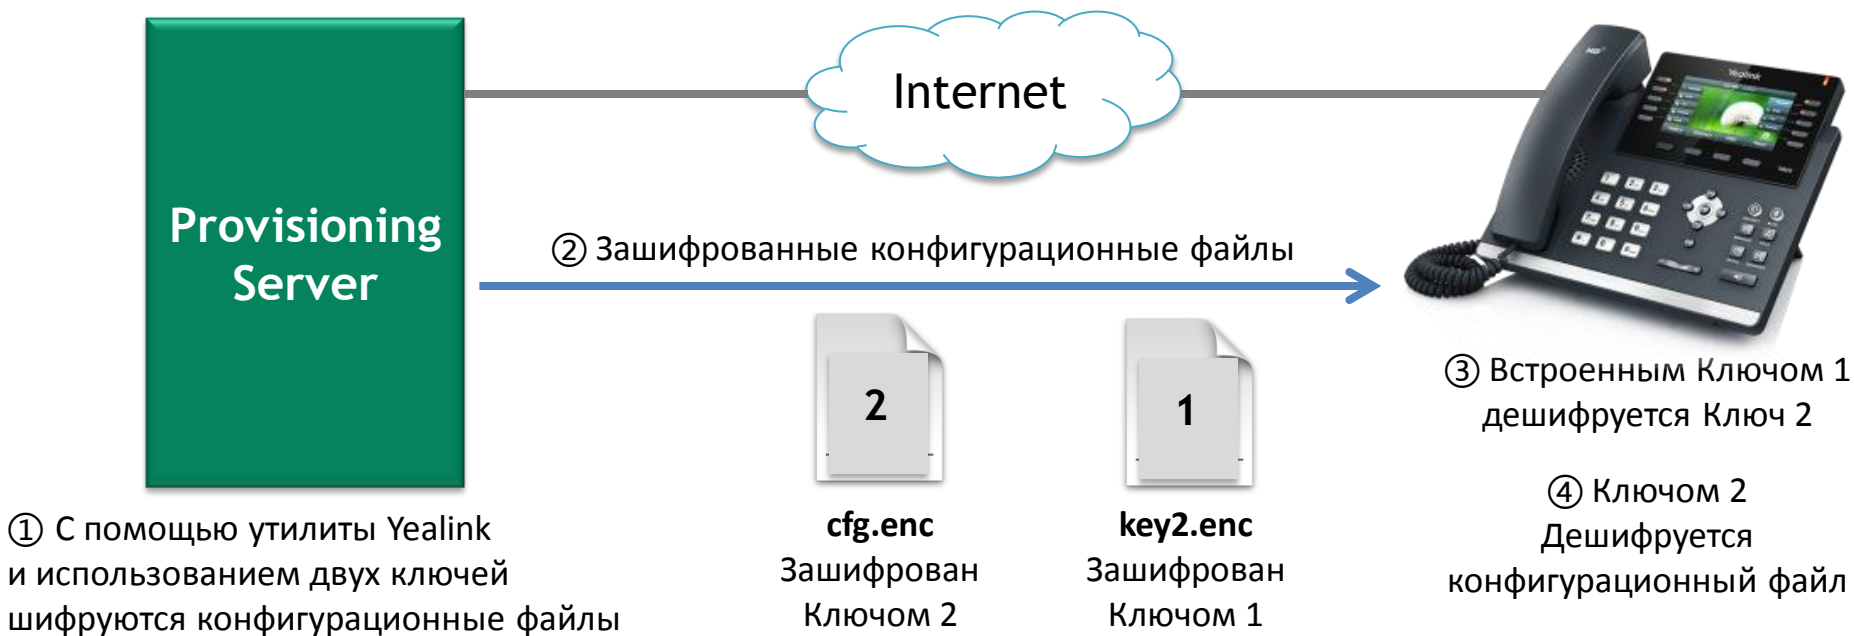 Internet
Provisioning
Server
② Зашифрованные конфигурационные файлы
Yealink
2
1
③ Встроенным Ключом 1
дешифруется Ключ 2
④ Ключом 2
Дешифруется
конфигурационный файл
cfg.enc
Зашифрован
Ключом 2
key2.enc
Зашифрован
Ключом 1
① С помощью утилиты Yealink
и использованием двух ключей
шифруются конфигурационные файлы